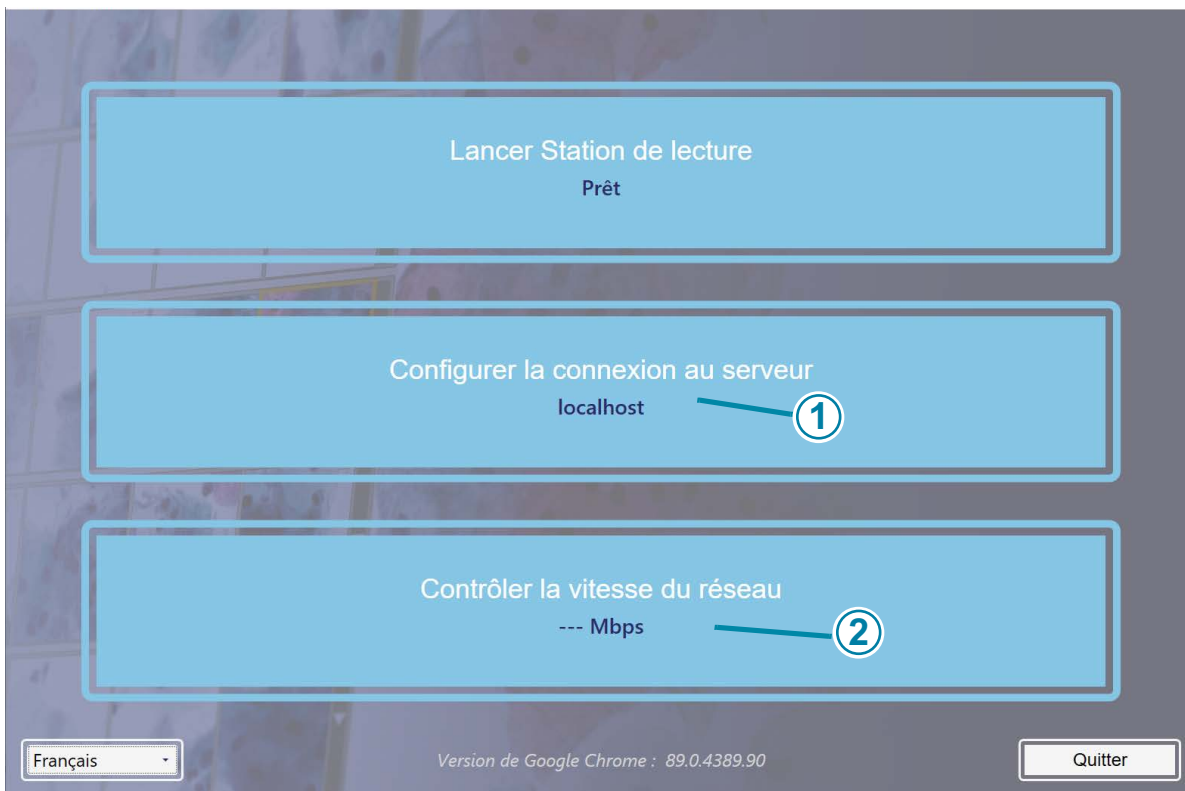 Lancer Station de lecture
Prêt
Configurer la connexion au serveur
localhost
1
Contrôler la vitesse du réseau
--- Mbps
2
Français
Version de Google Chrome : 89.0.4389.90
Quitter